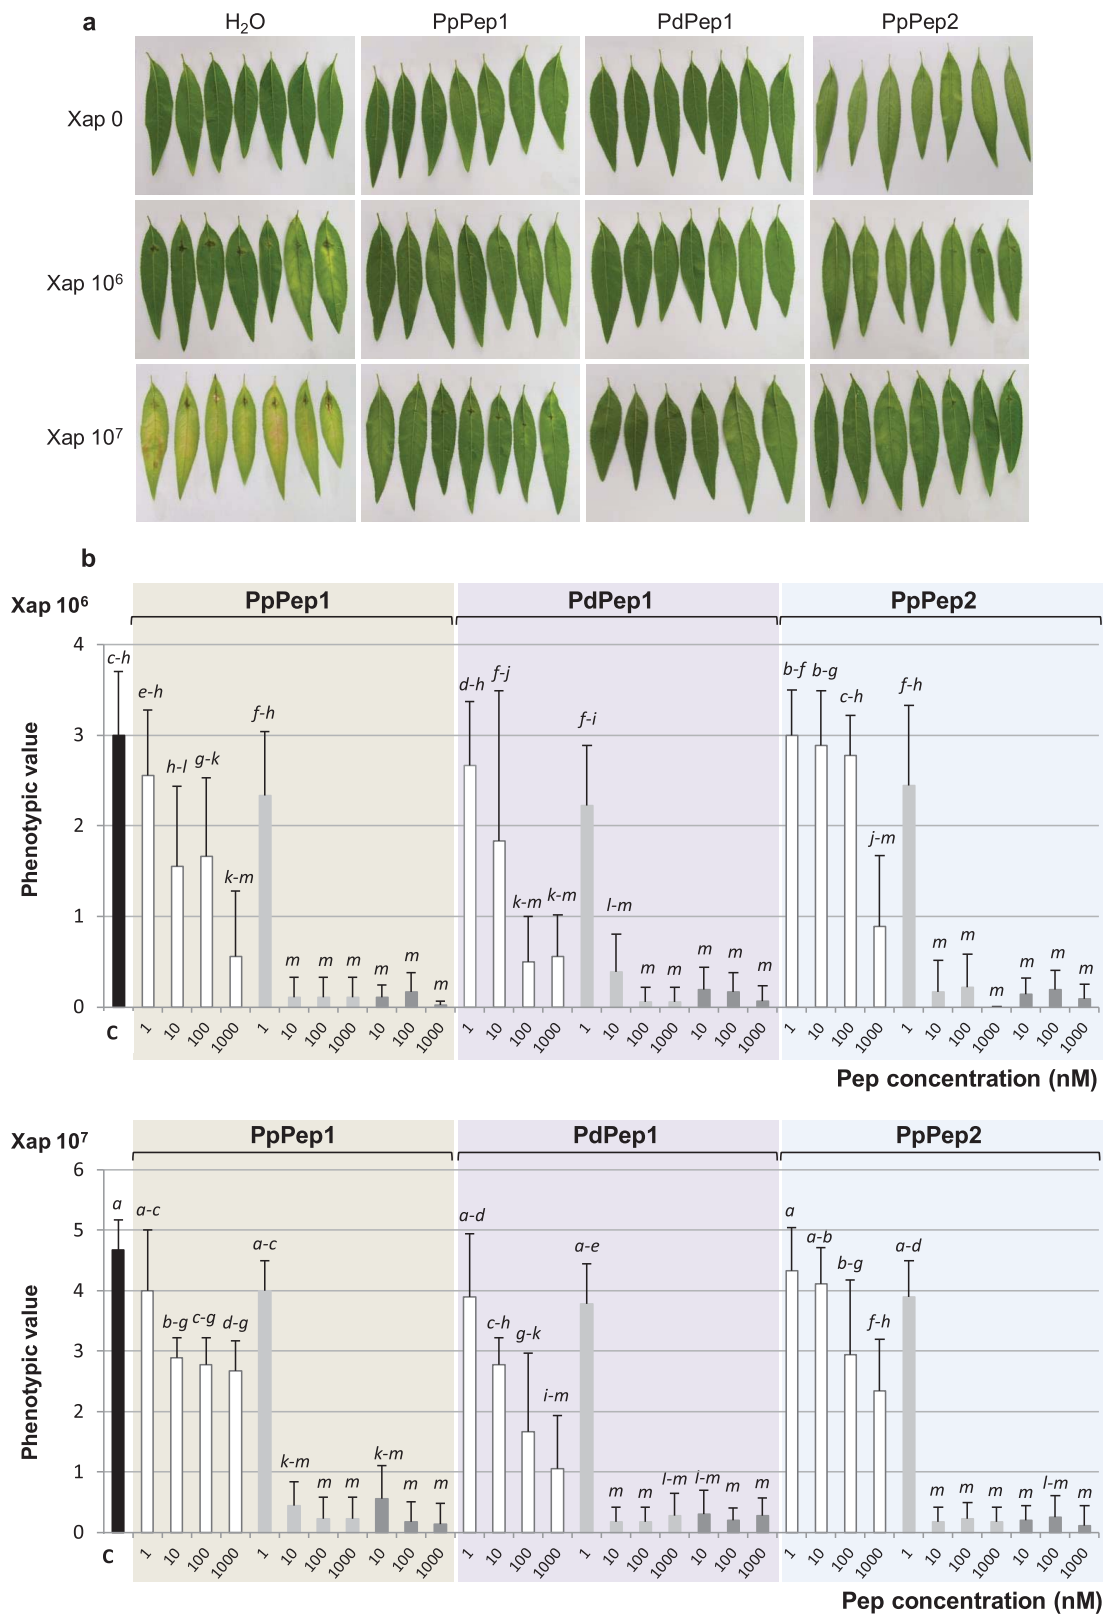 a
H₂O PpPep1 PdPep1 PpPep2
Xap 0
Xap 10⁶
Xap 10⁷
b
Xap 10⁶ PpPep1 PdPep1 PpPep2
Phenotypic value
4
3
2
1
0
c-h e-h h-l g-k k-m f-h m m m m m m d-h f-j k-m k-m f-i l-m m m m m m b-f b-g c-h j-m f-h m m m m m m
C 1 10 100 1000 1 10 100 1000 10 100 1000 1 10 100 1000 1 10 100 1000 10 100 1000 1 10 100 1000 1 10 100 1000 10 100 1000
Pep concentration (nM)
Xap 10⁷ PpPep1 PdPep1 PpPep2
Phenotypic value
6
5
4
3
2
1
0
a a-c b-g c-g d-g a-c k-m m m k-m m m a-d c-h g-k i-m a-e m m l-m i-m m m a a-b b-g f-h a-d m m m m l-m m
C 1 10 100 1000 1 10 100 1000 10 100 1000 1 10 100 1000 1 10 100 1000 10 100 1000 1 10 100 1000 1 10 100 1000 10 100 1000
Pep concentration (nM)